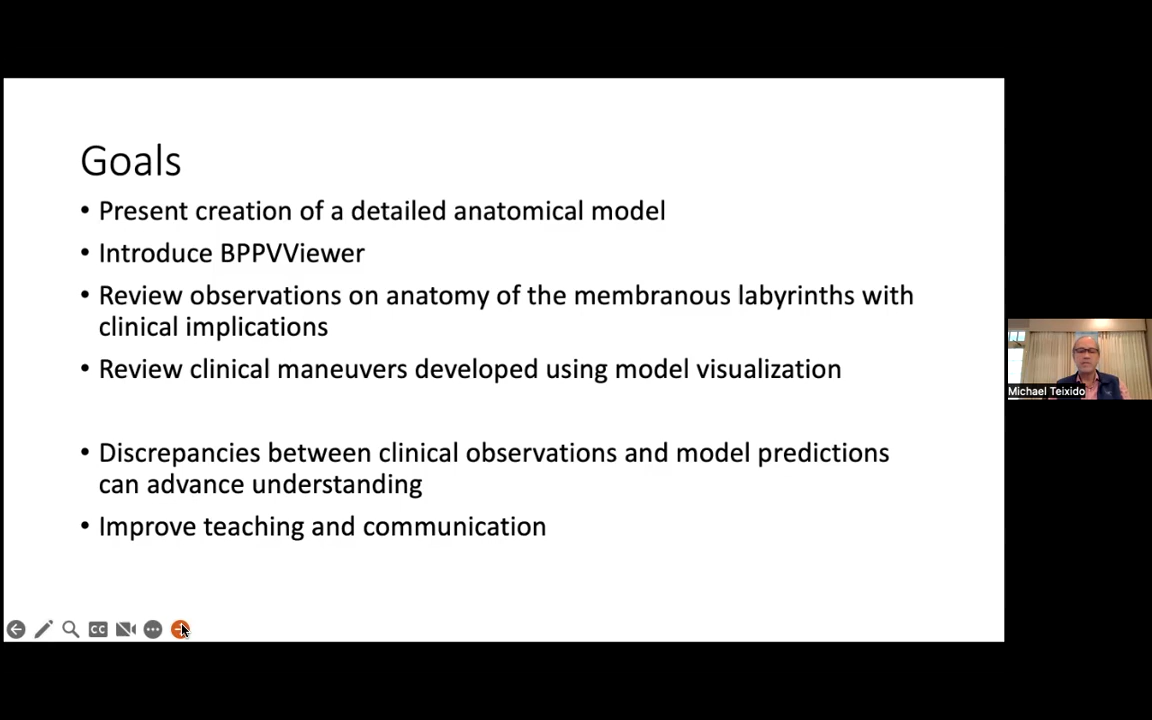 Goals
• Present creation of a detailed anatomical model
• Introduce BPPVViewer
• Review observations on anatomy of the membranous labyrinths with
clinical implications
• Review clinical maneuvers developed using model visualization
• Discrepancies between clinical observations and model predictions
can advance understanding
• Improve teaching and communication
CC
Michael Teixido